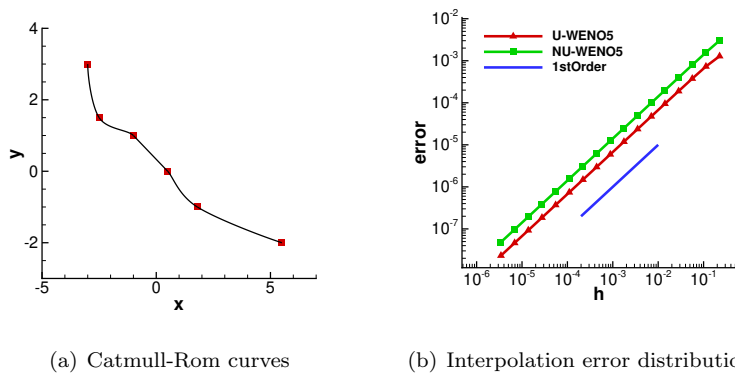 4
2
0
-2
y
-5
0
5
x
10^-2
10^-3
10^-4
10^-5
10^-6
10^-7
error
U-WENO5
NU-WENO5
1stOrder
10^-6
10^-5
10^-4
10^-3
10^-2
10^-1
h
(a) Catmull-Rom curves
(b) Interpolation error distributio